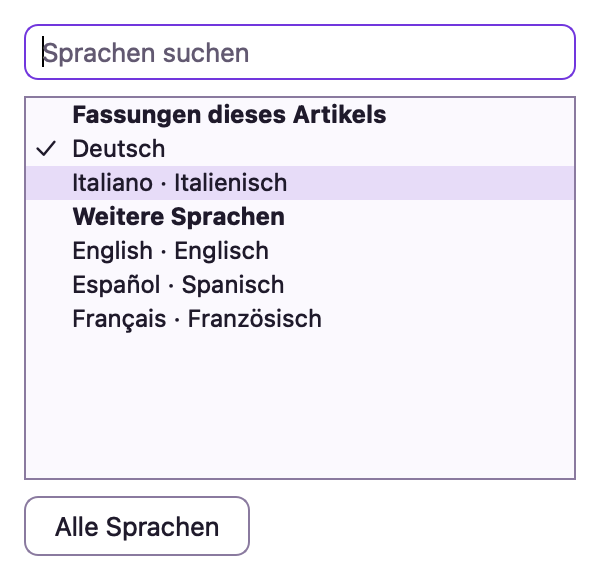 Sprachen suchen
Fassungen dieses Artikels
Deutsch
Italiano · Italienisch
Weitere Sprachen
English · Englisch
Español · Spanisch
Français · Französisch
Alle Sprachen